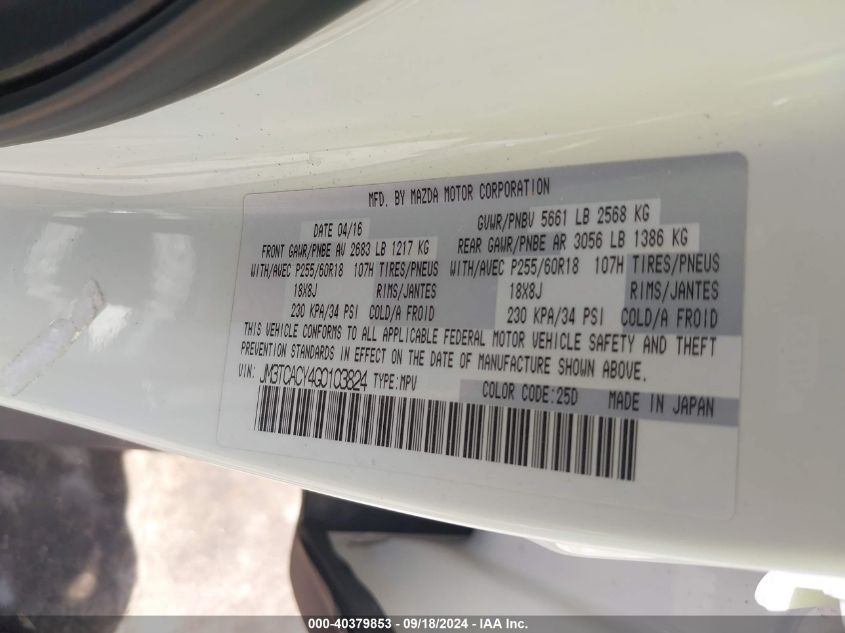 MFD. BY MAZDA MOTOR CORPORATION
DATE 04/16 GVWR/PNBV 5661 LB 2568 KG
FRONT GAWR/PNBE AV 2683 LB 1217 KG REAR GAWR/PNBE AR 3056 LB 1386 KG
WITH/AVEC P255/60R18 107H TIRES/PNEUS WITH/AVEC P255/60R18 107H TIRES/PNEUS
18X8J RIMS/JANTES 18X8J RIMS/JANTES
230 KPA/34 PSI COLD/A FROID 230 KPA/34 PSI COLD/A FROID
THIS VEHICLE CONFORMS TO ALL APPLICABLE FEDERAL MOTOR VEHICLE SAFETY AND THEFT
PREVENTION STANDARDS IN EFFECT ON THE DATE OF MANUFACTURE SHOWN ABOVE.
VIN: JM3TCACY4G0103824 TYPE:MPV
COLOR CODE:25D MADE IN JAPAN
000-40379853 - 09/18/2024 - IAA Inc.